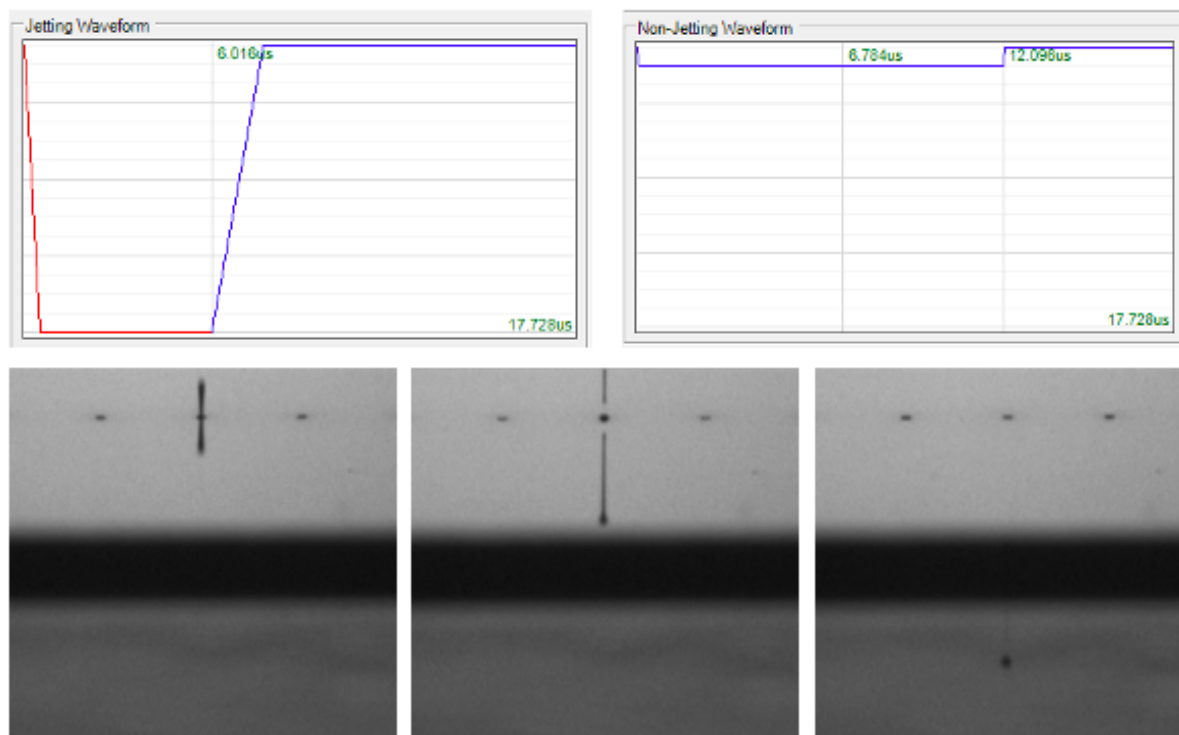 Jetting Waveform
6.016us
17.728us
Non-Jetting Waveform
6.784us
12.096us
17.728us